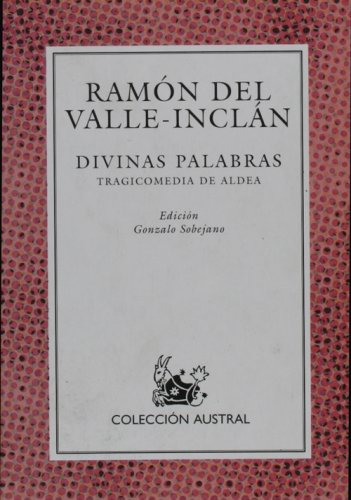 RAMÓN DEL
VALLE-INCLÁN
DIVINAS PALABRAS
TRAGICOMEDIA DE ALDEA
Edición
Gonzalo Sobejano
COLECCIÓN AUSTRAL